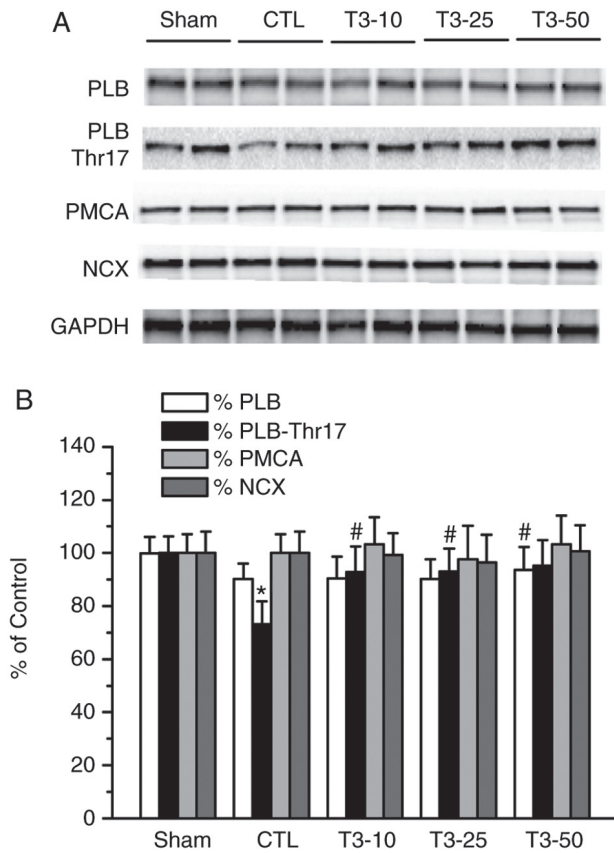 A
Sham CTL T3-10 T3-25 T3-50
PLB
PLB
Thr17
PMCA
NCX
GAPDH
B
% PLB
% PLB-Thr17
% PMCA
% NCX
140
120
100
80
60
40
20
0
% of Control
*
# # #
Sham CTL T3-10 T3-25 T3-50